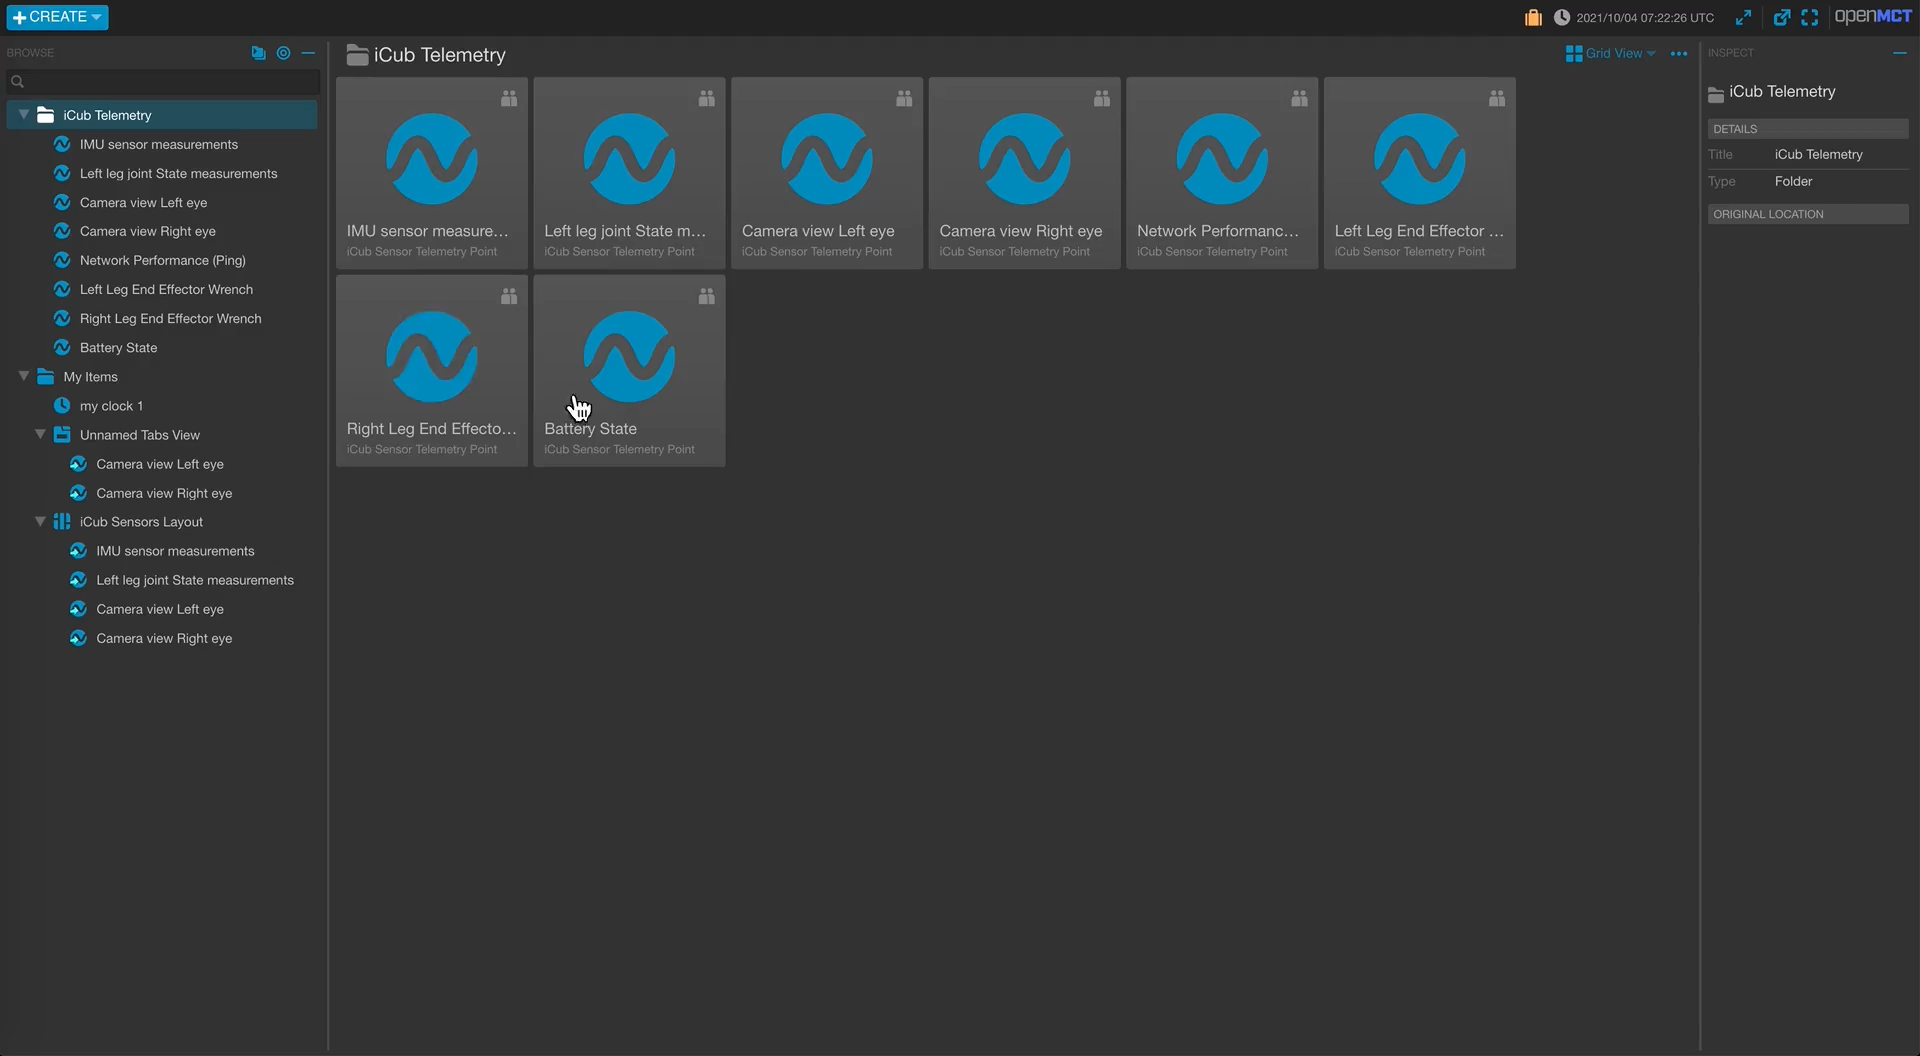 CREATE
2021/10/04 07:22:26 UTC
openMCT
BROWSE
iCub Telemetry
IMU sensor measurements
Left leg joint State measurements
Camera view Left eye
Camera view Right eye
Network Performance (Ping)
Left Leg End Effector Wrench
Right Leg End Effector Wrench
Battery State
My Items
my clock 1
Unnamed Tabs View
Camera view Left eye
Camera view Right eye
iCub Sensors Layout
IMU sensor measurements
Left leg joint State measurements
Camera view Left eye
Camera view Right eye
iCub Telemetry
Grid View
IMU sensor measure...
iCub Sensor Telemetry Point
Left leg joint State m...
iCub Sensor Telemetry Point
Camera view Left eye
iCub Sensor Telemetry Point
Camera view Right eye
iCub Sensor Telemetry Point
Network Performanc...
iCub Sensor Telemetry Point
Left Leg End Effector ...
iCub Sensor Telemetry Point
Right Leg End Effecto...
iCub Sensor Telemetry Point
Battery State
iCub Sensor Telemetry Point
INSPECT
iCub Telemetry
DETAILS
Title iCub Telemetry
Type Folder
ORIGINAL LOCATION